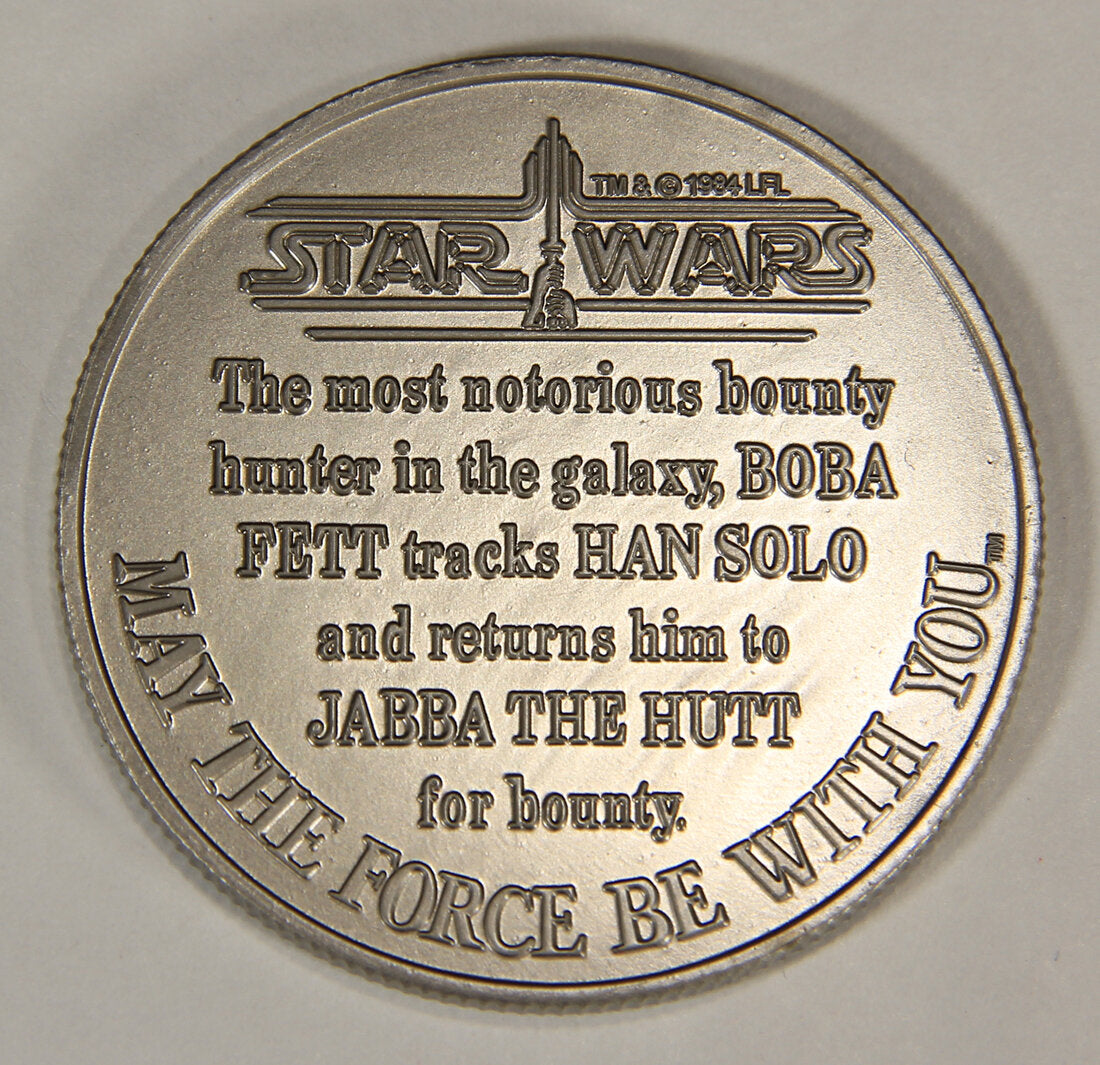 TM & © 1984 LFL
STAR WARS
The most notorious bounty
hunter in the galaxy, BOBA
FETT tracks HAN SOLO
and returns him to
JABBA THE HUTT
for bounty.
MAY THE FORCE BE WITH YOU TM